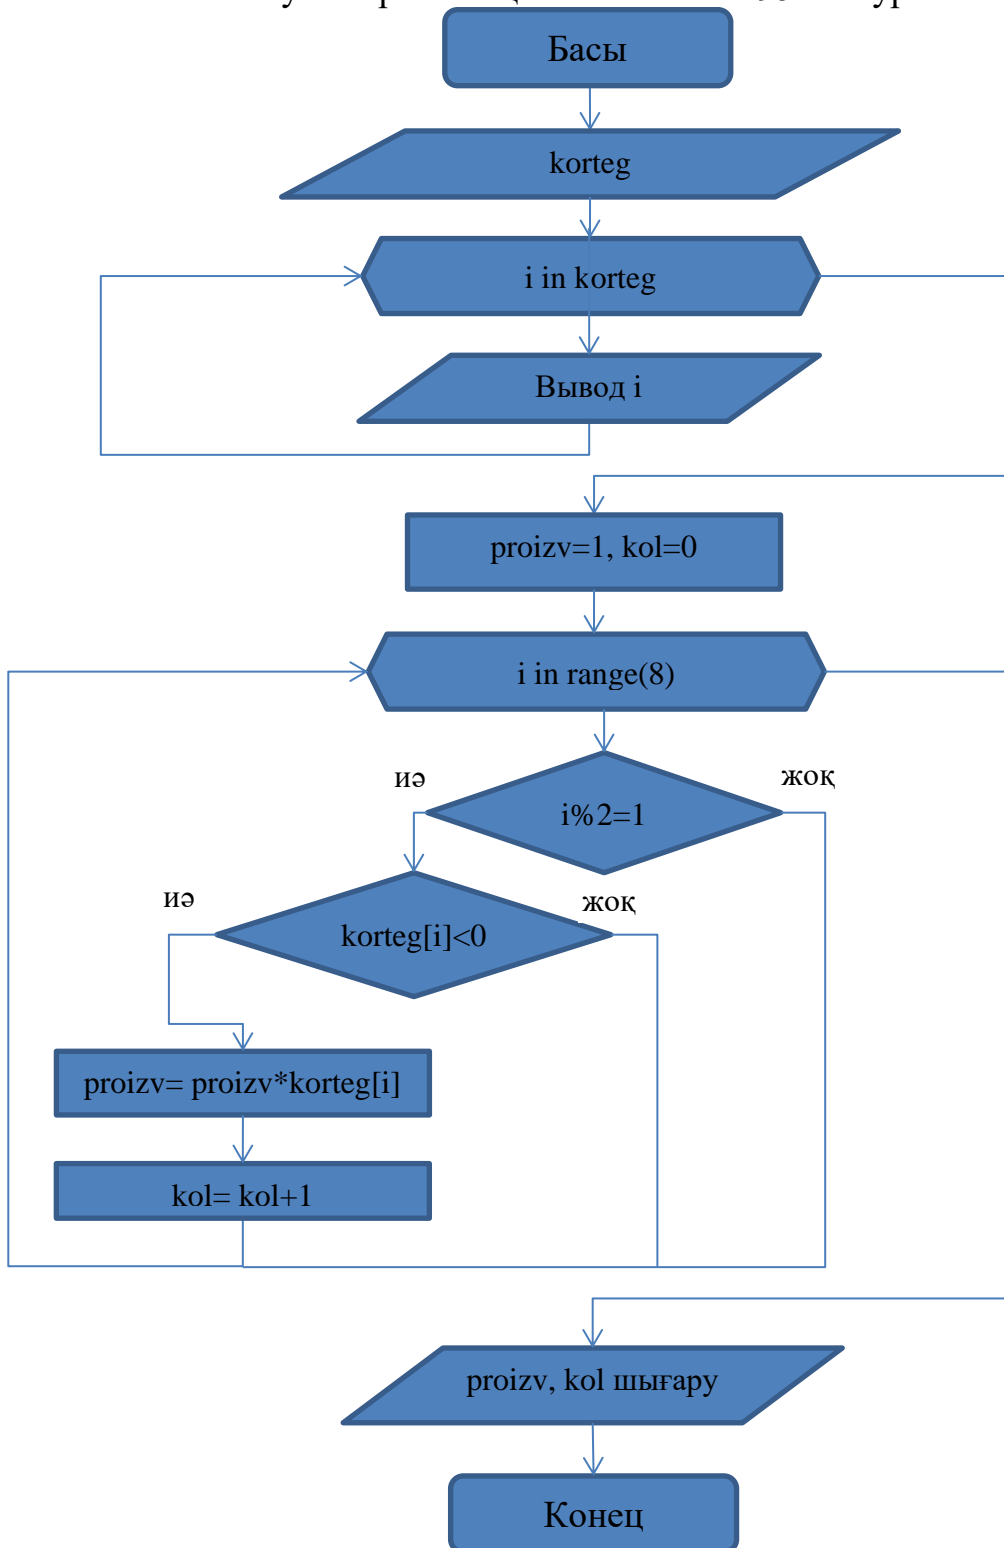 Басы
korteg
i in korteg
Вывод i
proizv=1, kol=0
i in range(8)
иә
жоқ
i%2=1
иә
жоқ
korteg[i]<0
proizv= proizv*korteg[i]
kol= kol+1
proizv, kol шығару
Конец